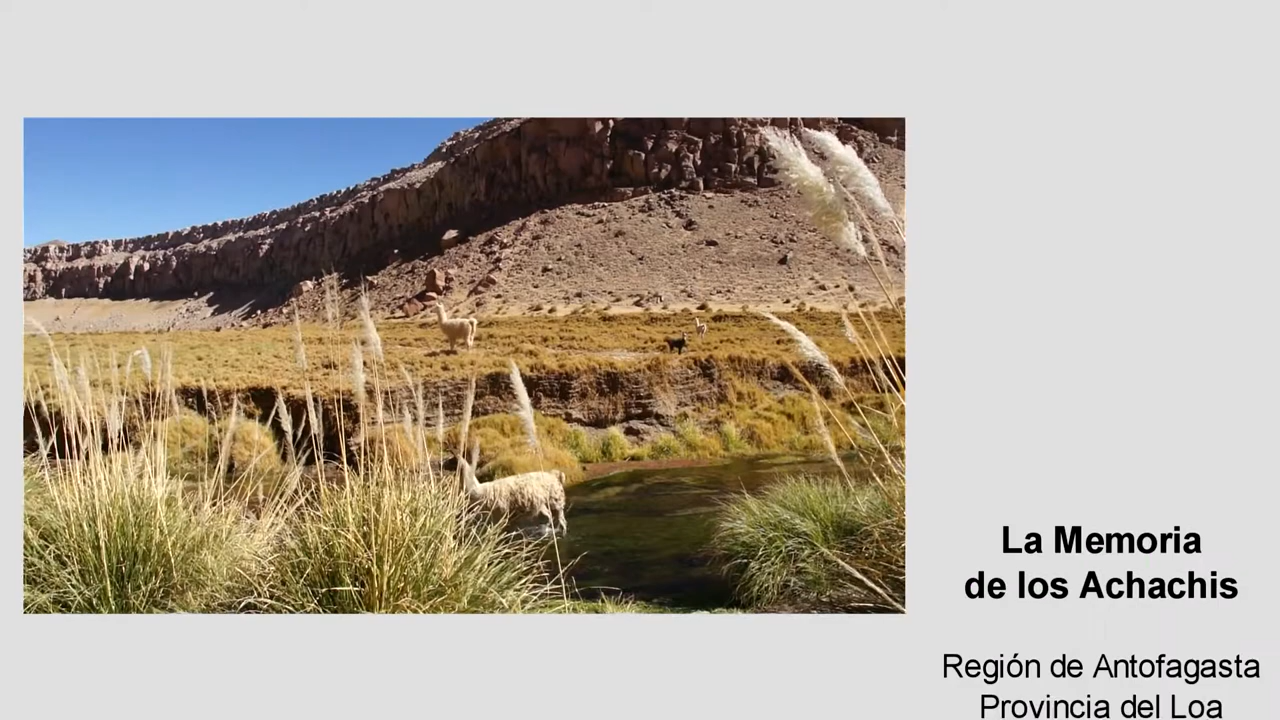 La Memoria
de los Achachis
Región de Antofagasta
Provincia del Loa